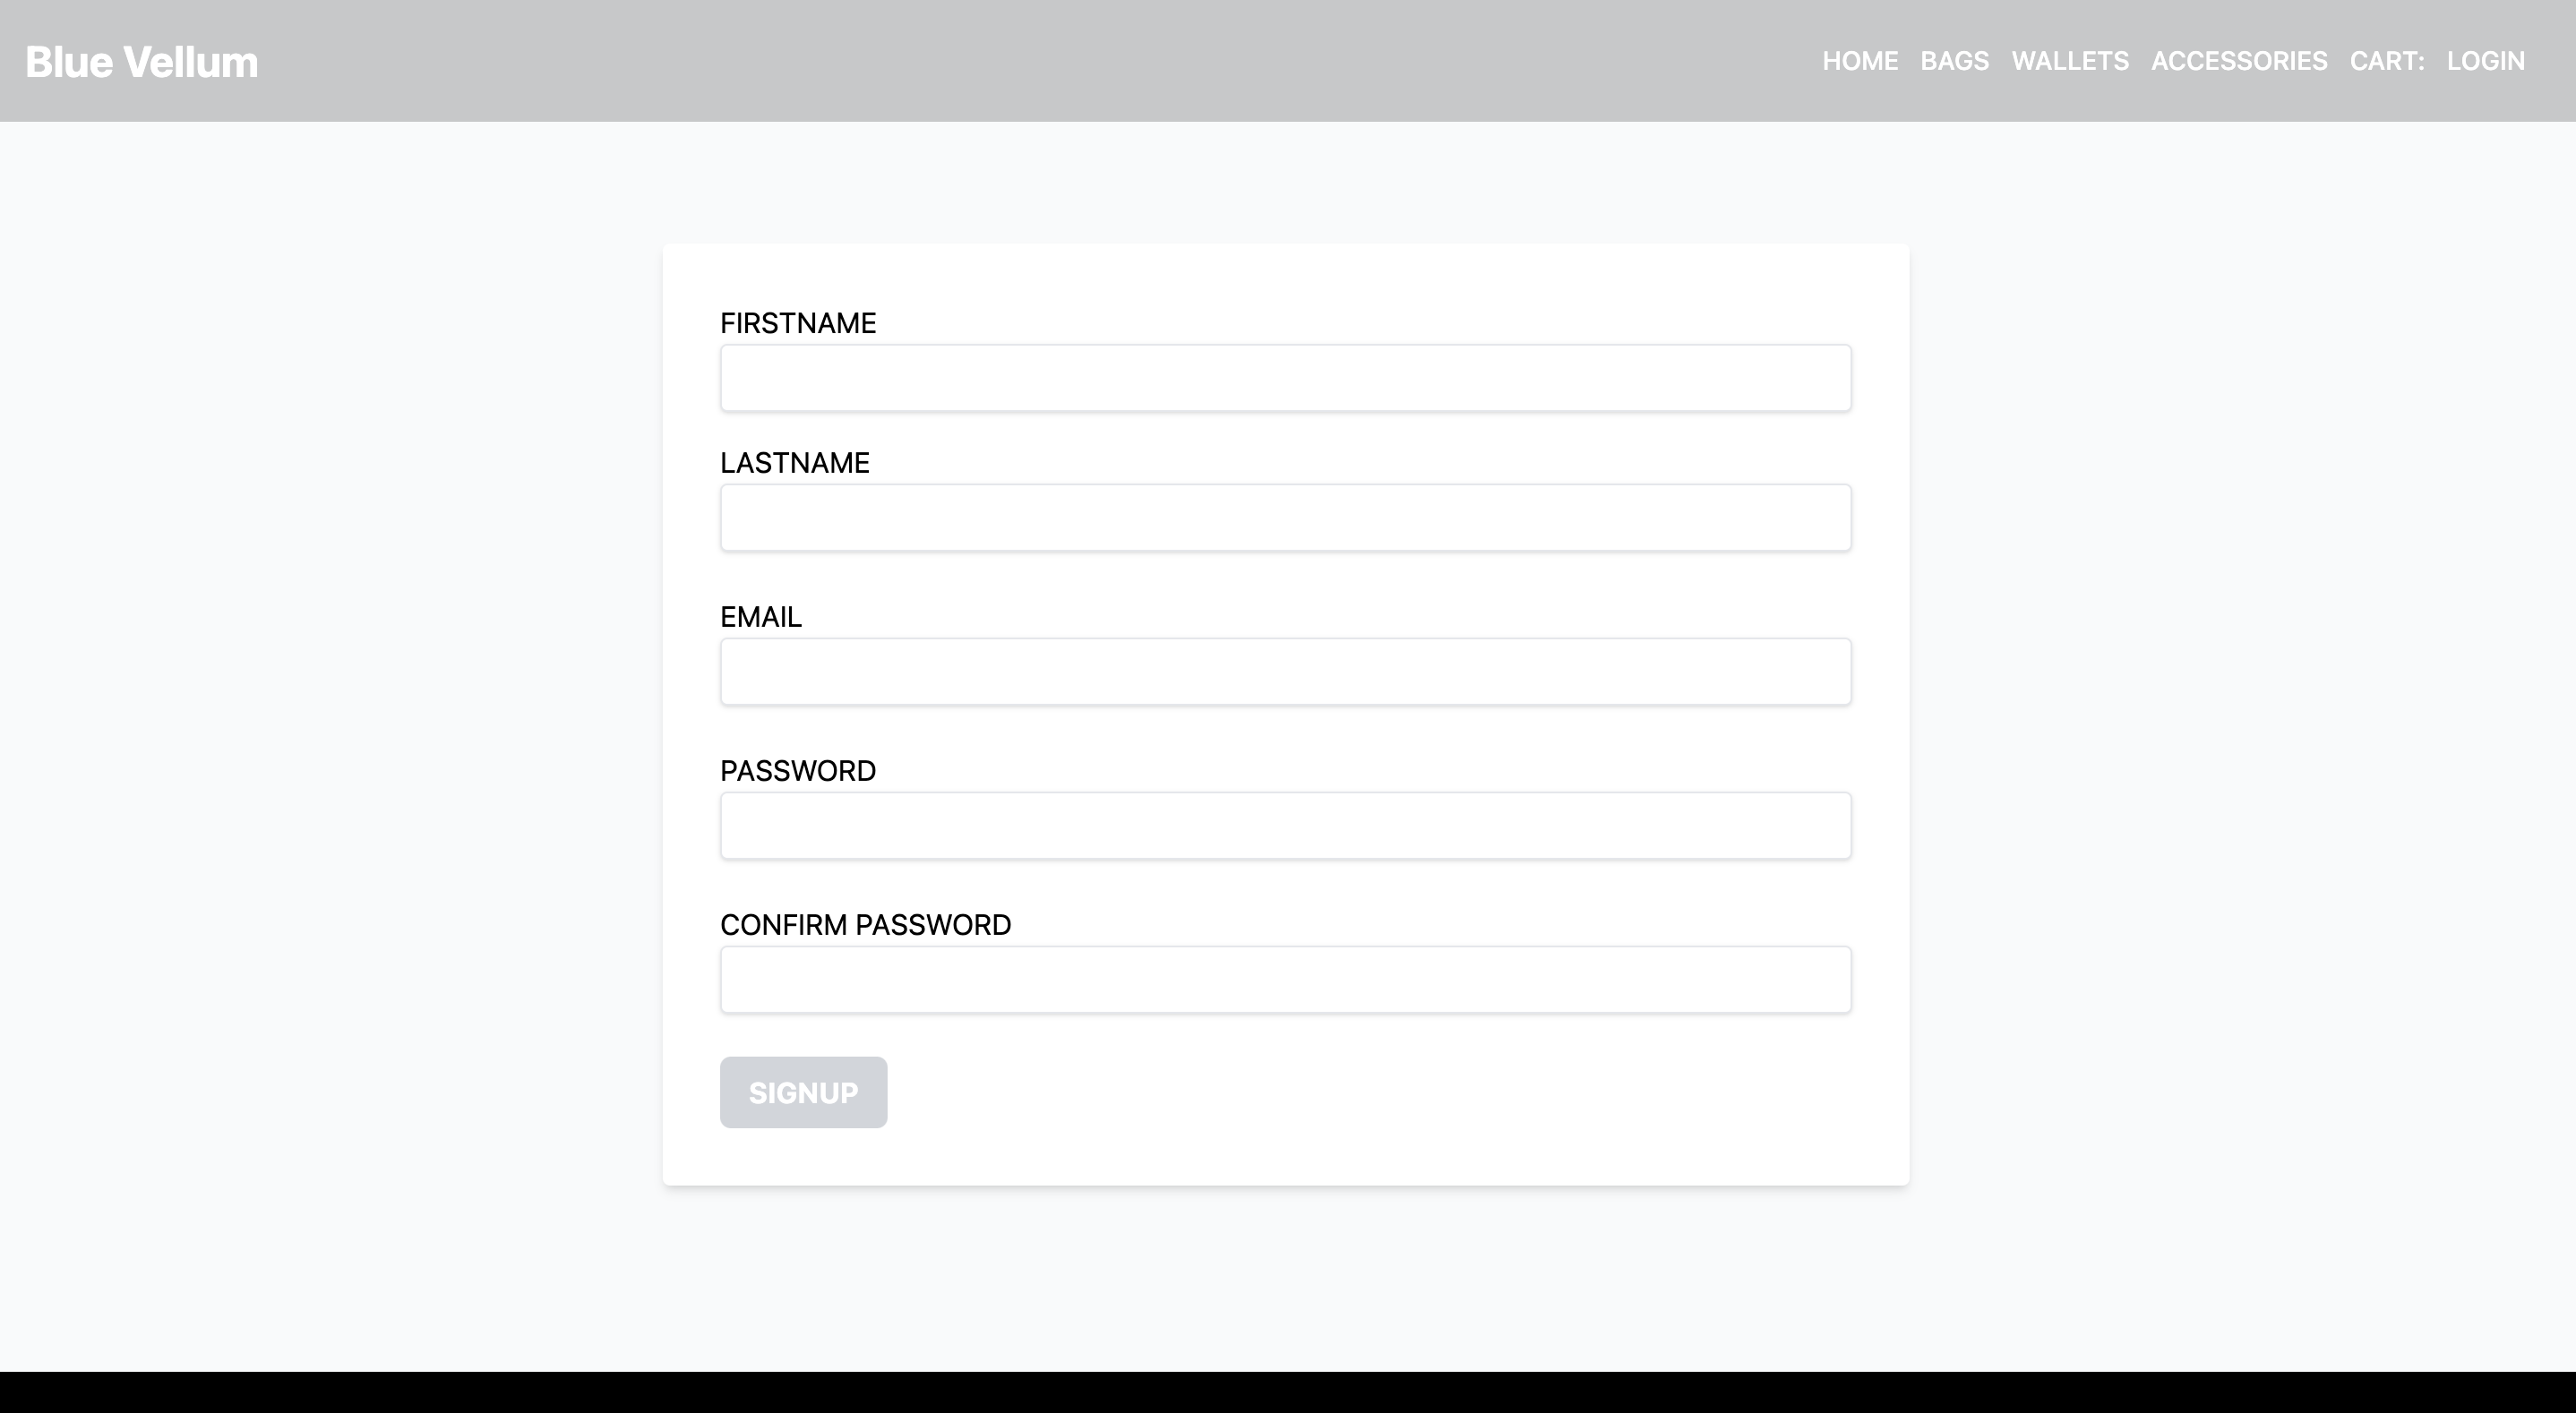 Blue Vellum
HOME BAGS WALLETS ACCESSORIES CART: LOGIN
FIRSTNAME
LASTNAME
EMAIL
PASSWORD
CONFIRM PASSWORD
SIGNUP